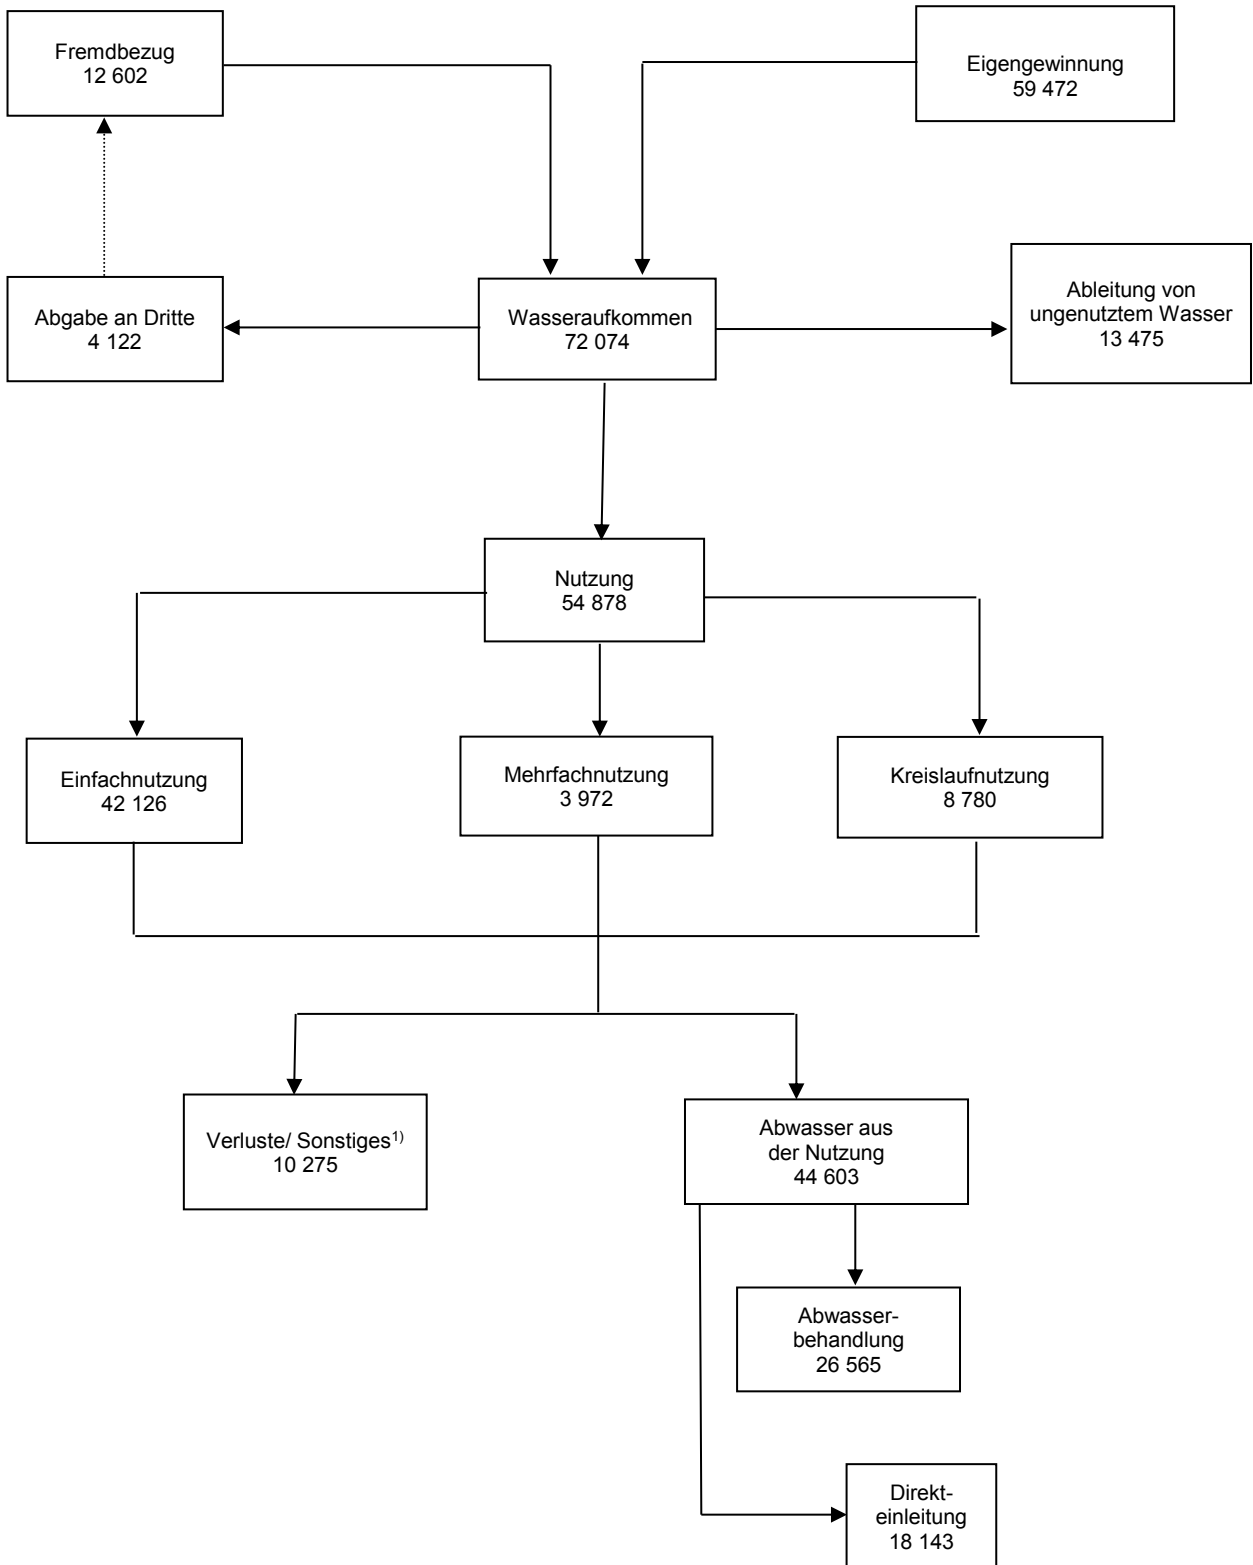 Fremdbezug
12 602
Eigengewinnung
59 472
Abgabe an Dritte
4 122
Wasseraufkommen
72 074
Ableitung von
ungenutztem Wasser
13 475
Nutzung
54 878
Einfachnutzung
42 126
Mehrfachnutzung
3 972
Kreislaufnutzung
8 780
Verluste/ Sonstiges¹⁾
10 275
Abwasser aus
der Nutzung
44 603
Abwasser-
behandlung
26 565
Direkt-
einleitung
18 143